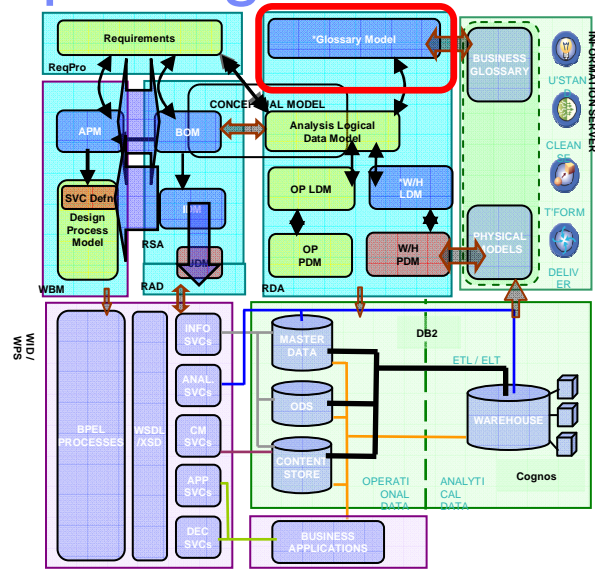 Requirements
ReqPro
*Glossary Model
BUSINESS
GLOSSARY
INFORMATION SERVER
U'STAN
D
CLEAN
SE
T'FORM
DELIV
ER
CONCEPTUAL MODEL
APM
BOM
Analysis Logical
Data Model
SVC Defn
Design
Process
Model
OP LDM
*W/H
LDM
OP
PDM
W/H
PDM
PHYSICAL
MODELS
WBM
RSA
RAD
RDA
WID/
WPS
BPEL
PROCESSES
WSDL
/XSD
INFO
SVCs
ANAL.
SVCs
CM
SVCs
APP
SVCs
DEC
SVCs
MASTER
DATA
ODS
CONTENT
STORE
DB2
ETL / ELT
WAREHOUSE
Cognos
OPERATI
ONAL
DATA
ANALYTI
CAL
DATA
BUSINESS
APPLICATIONS